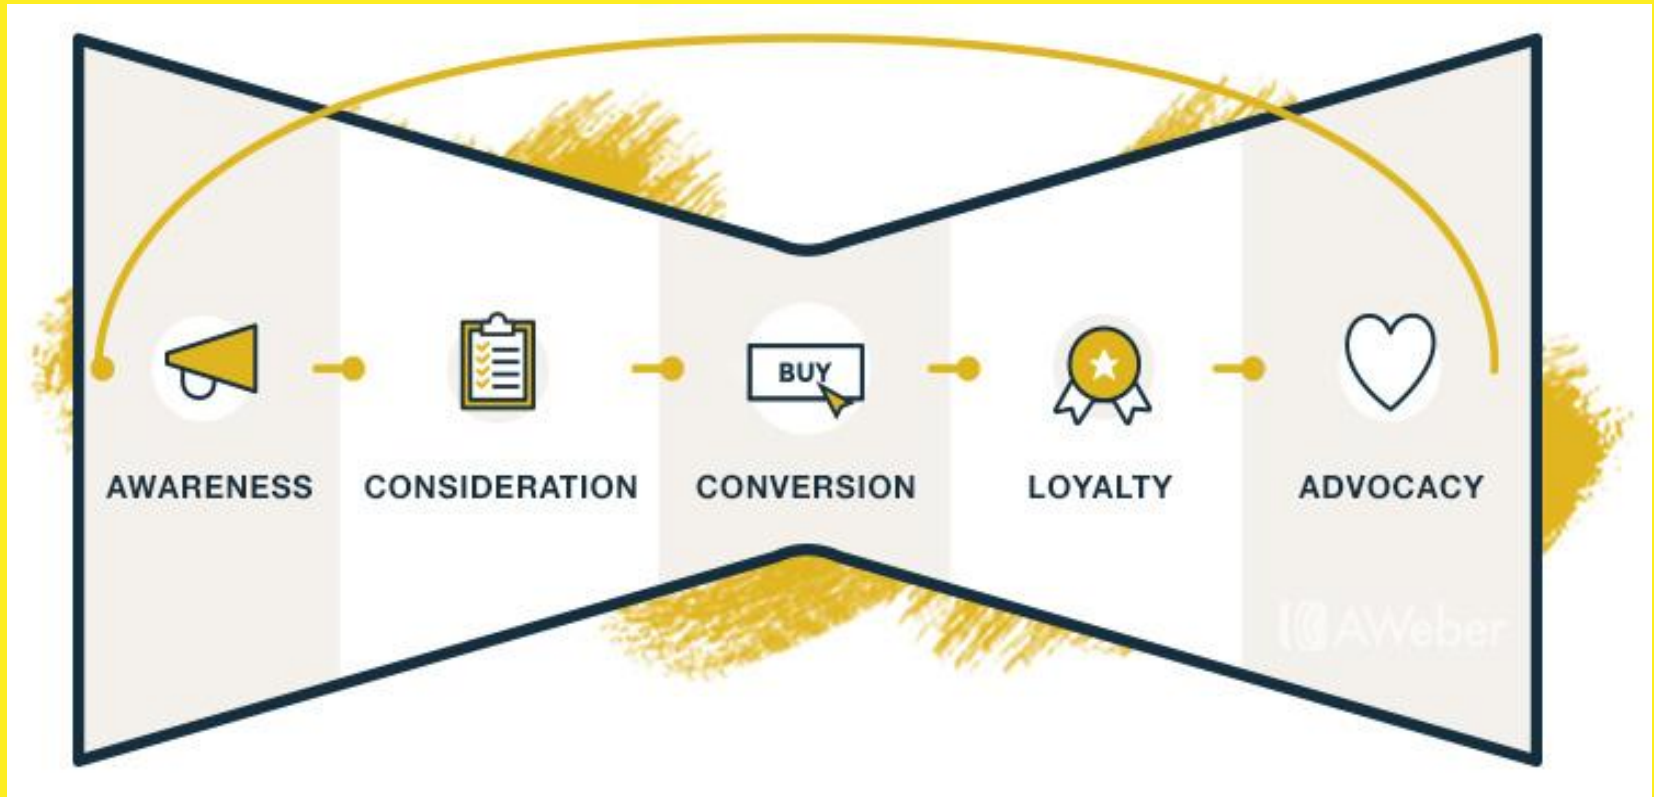 AWARENESS
CONSIDERATION
BUY
CONVERSION
LOYALTY
ADVOCACY
AWeber